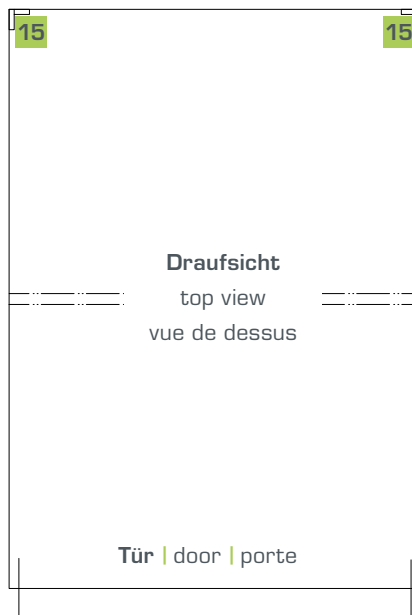 15 15
Draufsicht
top view
vue de dessus
Tür | door | porte